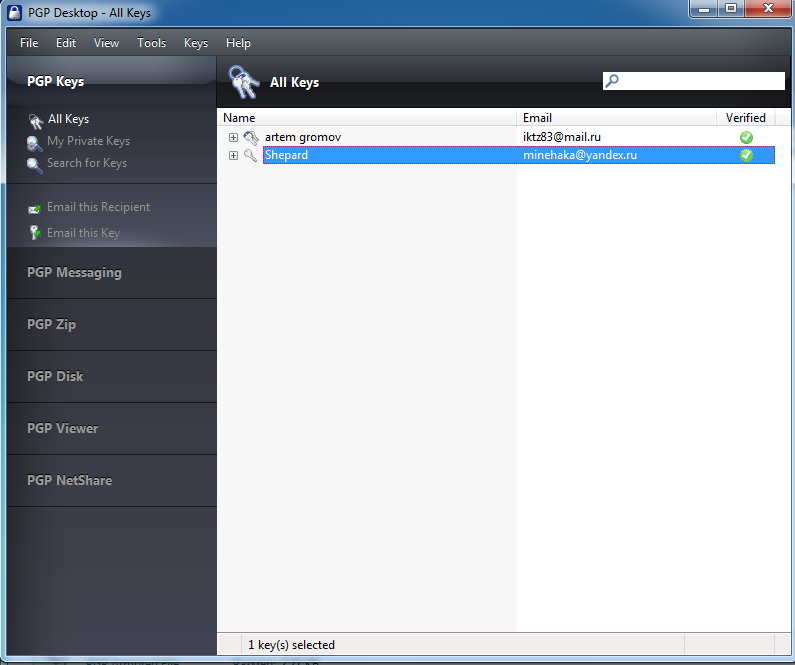 PGP Desktop - All Keys
File Edit View Tools Keys Help
PGP Keys
All Keys
All Keys
My Private Keys
Search for Keys
Email this Recipient
Email this Key
PGP Messaging
PGP Zip
PGP Disk
PGP Viewer
PGP NetShare
Name Email Verified
artem gromov iktz83@mail.ru
Shepard minehaka@yandex.ru
1 key(s) selected